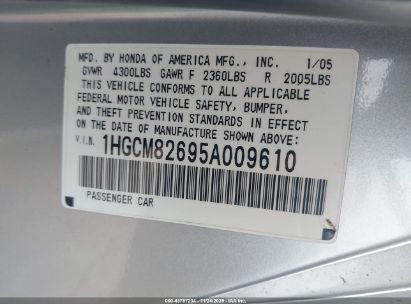 MFD. BY HONDA OF AMERICA MFG., INC. 1/05
GVWR 4300LBS GAWR F 2360LBS R 2005LBS
THIS VEHICLE CONFORMS TO ALL APPLICABLE
FEDERAL MOTOR VEHICLE SAFETY, BUMPER,
AND THEFT PREVENTION STANDARDS IN EFFECT
ON THE DATE OF MANUFACTURE SHOWN ABOVE:
V.I.N. 1HGCM82695A009610
PASSENGER CAR